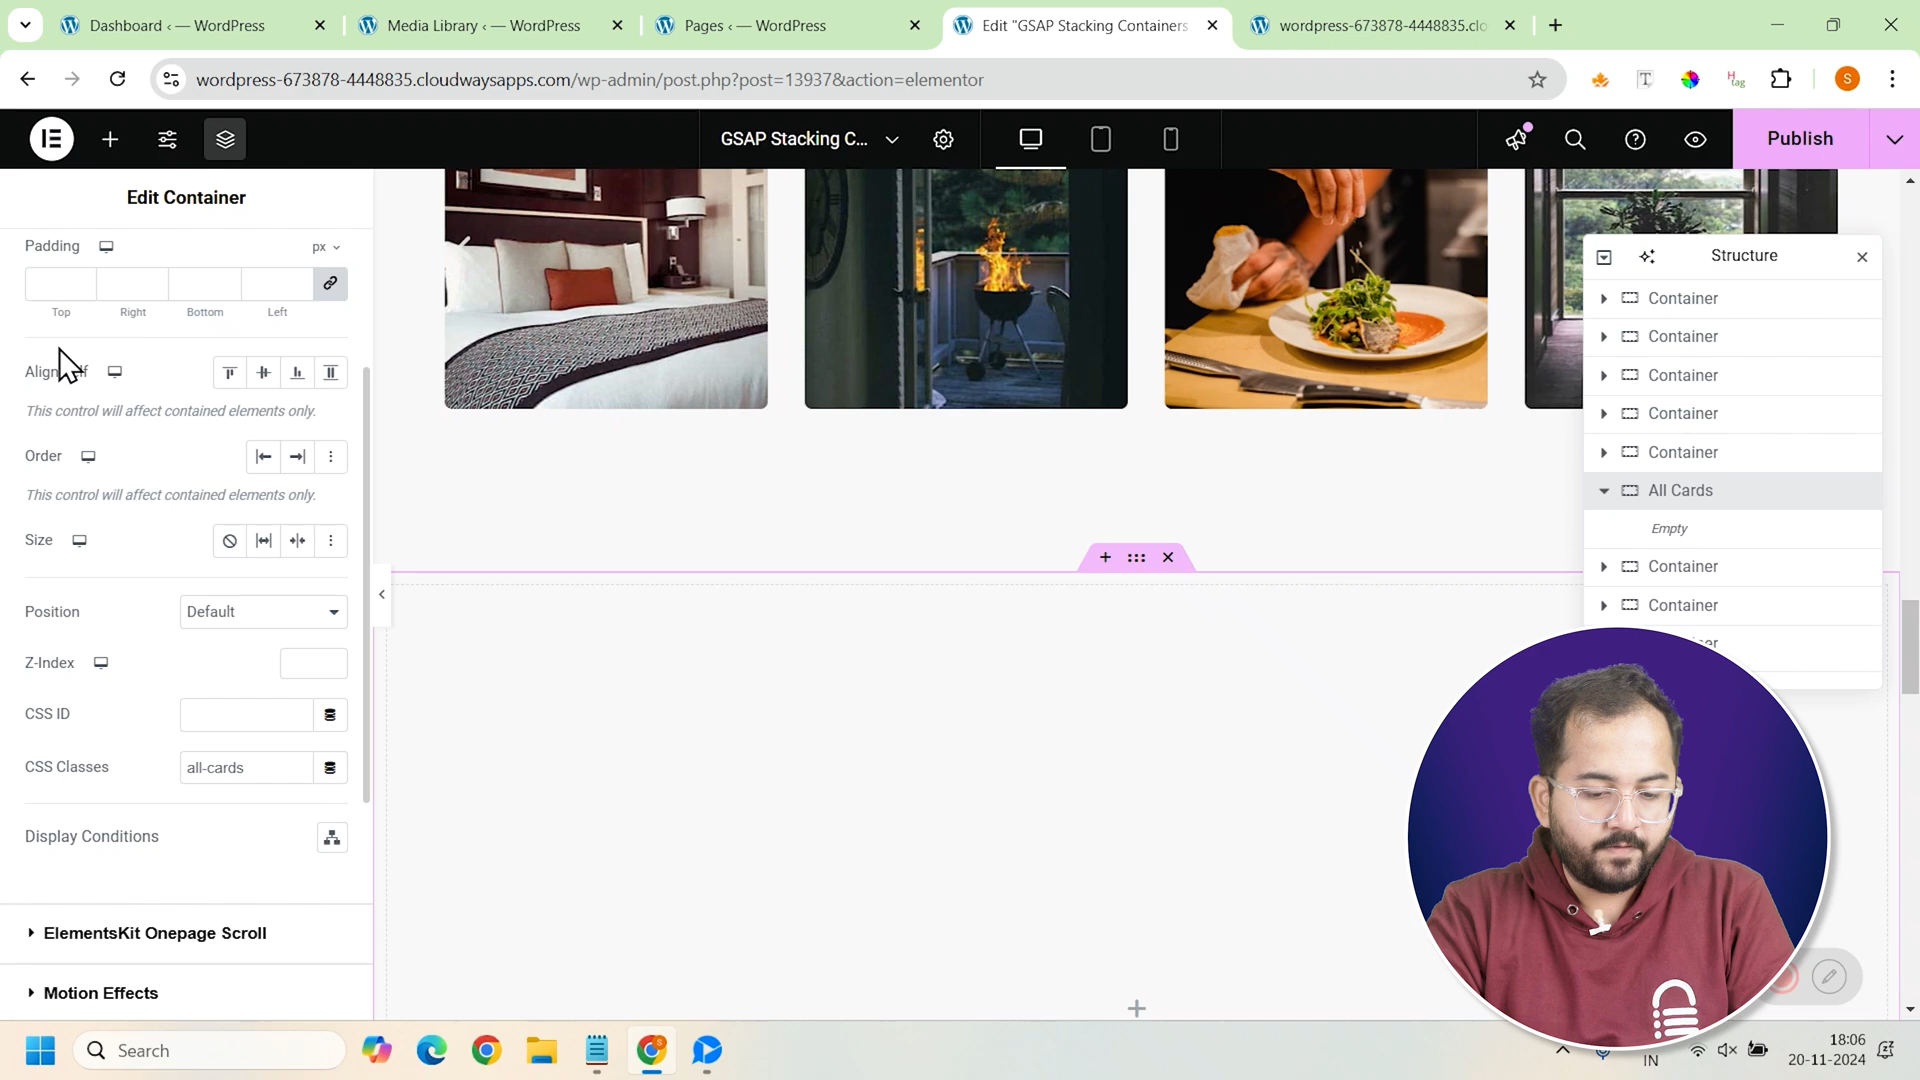 Dashboard ‹ — WordPress
Media Library ‹ — WordPress
Pages ‹ — WordPress
Edit "GSAP Stacking Containers
wordpress-673878-4448835.clo
wordpress-673878-4448835.cloudwaysapps.com/wp-admin/post.php?post=13937&action=elementor
GSAP Stacking C...
Publish
Edit Container
Padding
px
Top
Right
Bottom
Left
This control will affect contained elements only.
Order
This control will affect contained elements only.
Size
Position
Default
Z-Index
CSS ID
CSS Classes
all-cards
Display Conditions
ElementsKit Onepage Scroll
Motion Effects
Structure
Container
Container
Container
Container
Container
All Cards
Empty
Container
Container
Search
IN
18:06
20-11-2024